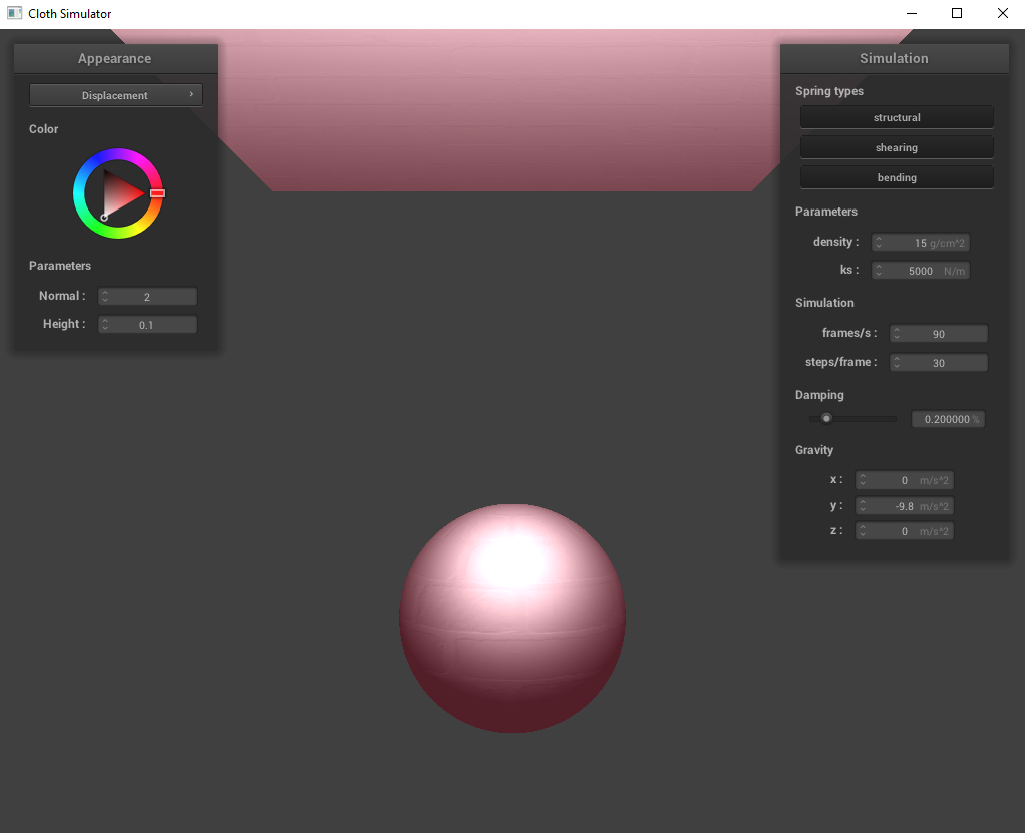 Cloth Simulator
Appearance
Displacement
Color
Parameters
Normal : 2
Height : 0.1
Simulation
Spring types
structural
shearing
bending
Parameters
density : 15 g/cm^2
ks : 5000 N/m
Simulation
frames/s : 90
steps/frame : 30
Damping
0.200000 %
Gravity
x : 0 m/s^2
y : -9.8 m/s^2
z : 0 m/s^2